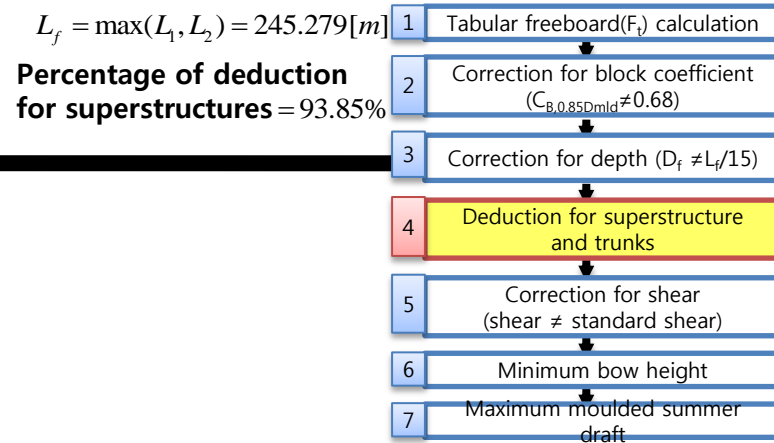 L_f = max(L_1, L_2) = 245.279[m]
Percentage of deduction
for superstructures = 93.85%
1 Tabular freeboard(F_t) calculation
2 Correction for block coefficient
(C_B,0.85Dmld≠0.68)
3 Correction for depth (D_f ≠L_f/15)
4 Deduction for superstructure
and trunks
5 Correction for shear
(shear ≠ standard shear)
6 Minimum bow height
7 Maximum moulded summer
draft